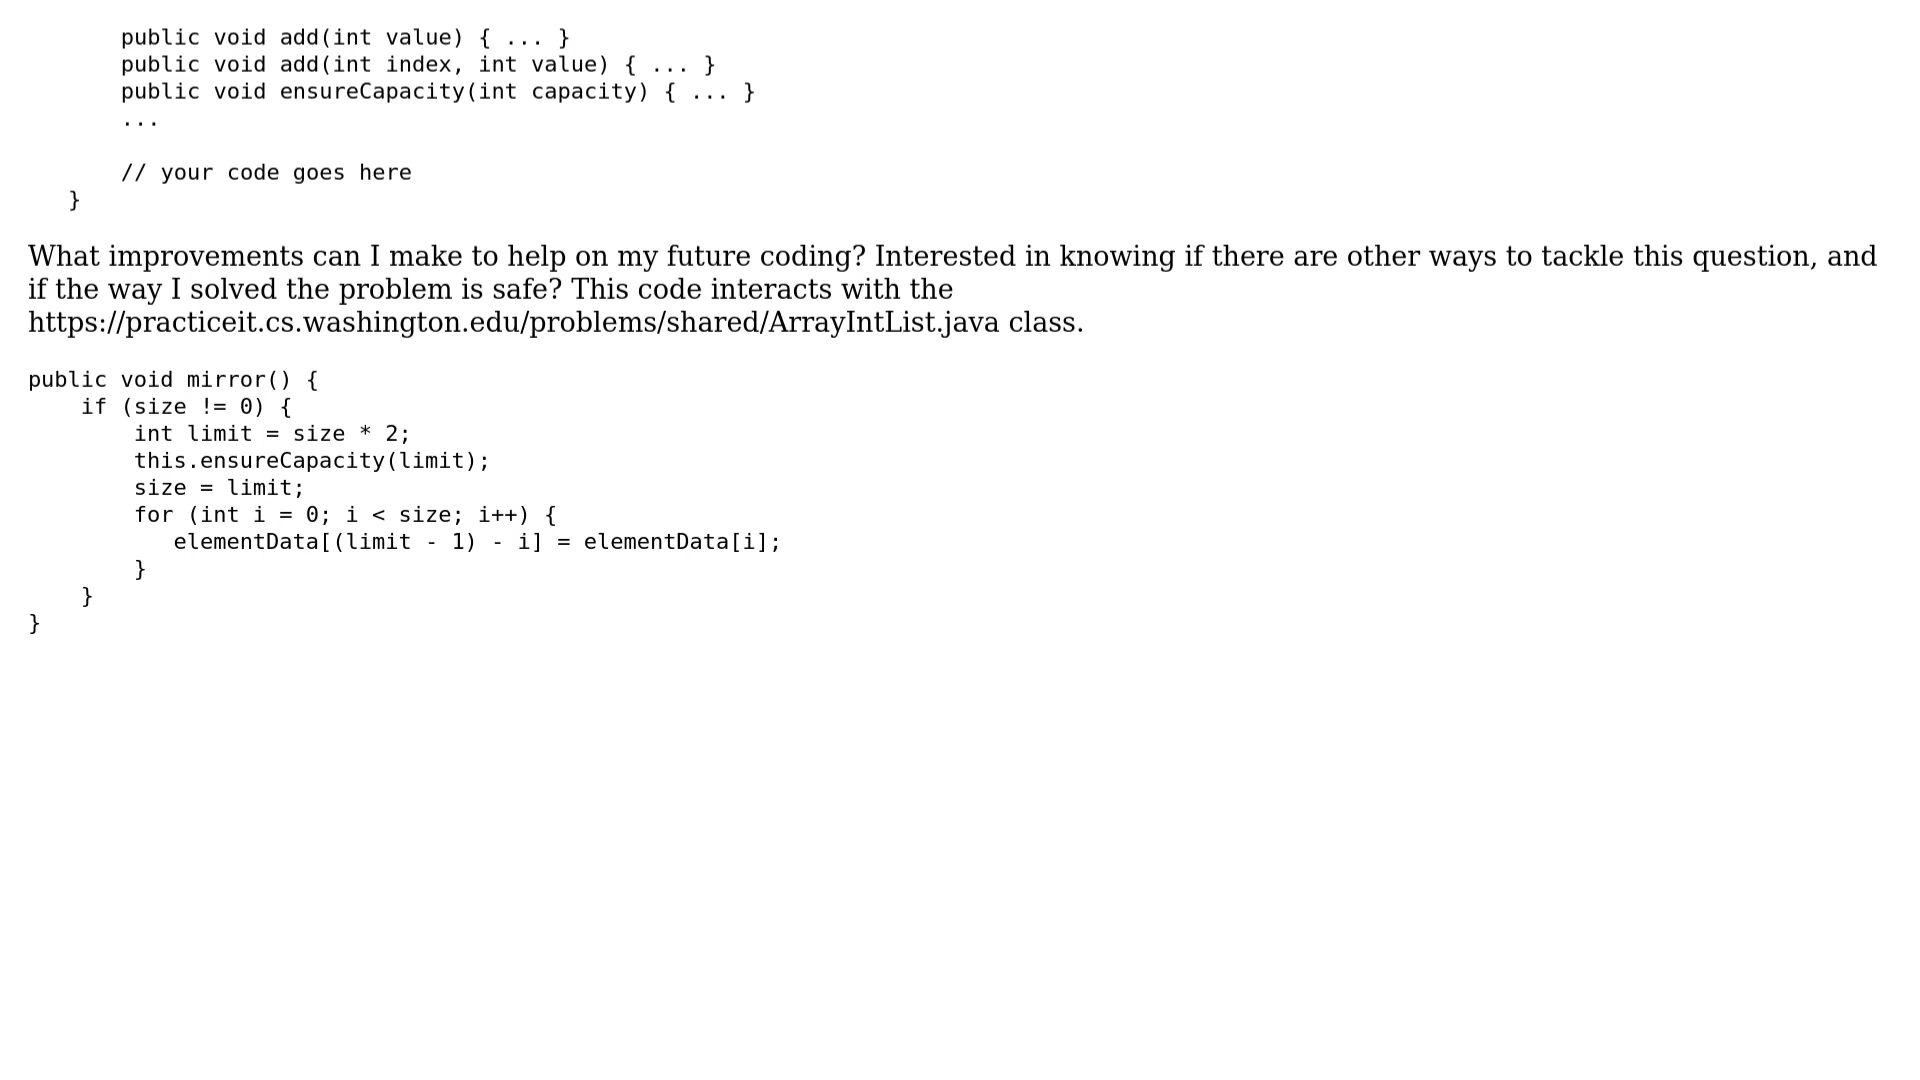 public void add(int value) { ... }
public void add(int index, int value) { ... }
public void ensureCapacity(int capacity) { ... }
...
// your code goes here
}
What improvements can I make to help on my future coding? Interested in knowing if there are other ways to tackle this question, and
if the way I solved the problem is safe? This code interacts with the
https://practiceit.cs.washington.edu/problems/shared/ArrayIntList.java class.
public void mirror() {
if (size != 0) {
int limit = size * 2;
this.ensureCapacity(limit);
size = limit;
for (int i = 0; i < size; i++) {
elementData[(limit - 1) - i] = elementData[i];
}
}
}